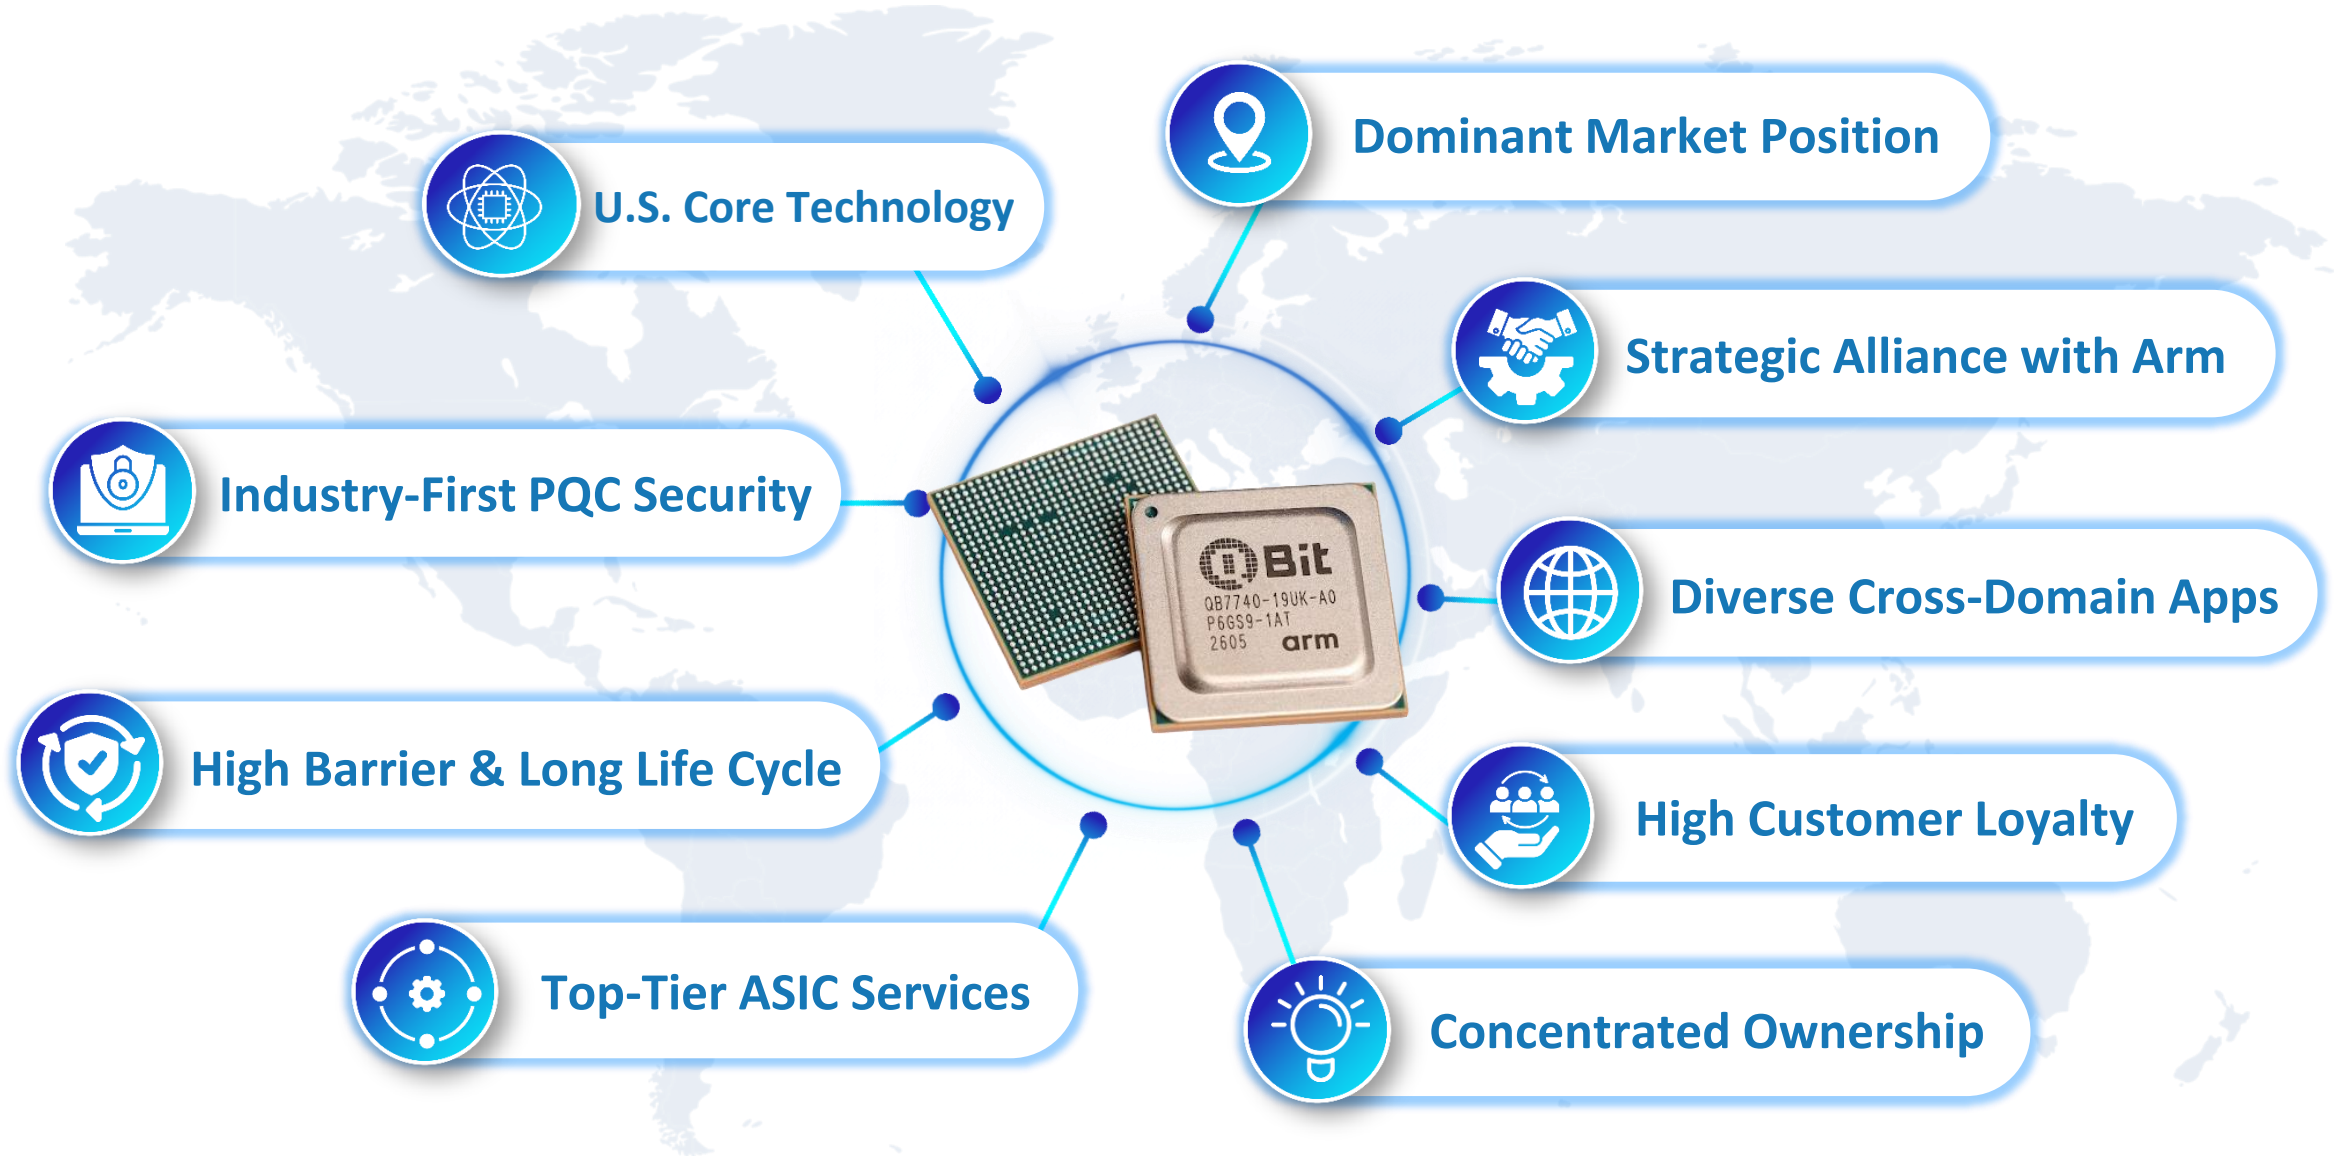 Dominant Market Position
U.S. Core Technology
Strategic Alliance with Arm
Industry-First PQC Security
Bit
QB7740-19UK-A0
P6GS9-1AT
2605 arm
Diverse Cross-Domain Apps
High Barrier & Long Life Cycle
High Customer Loyalty
Top-Tier ASIC Services
Concentrated Ownership